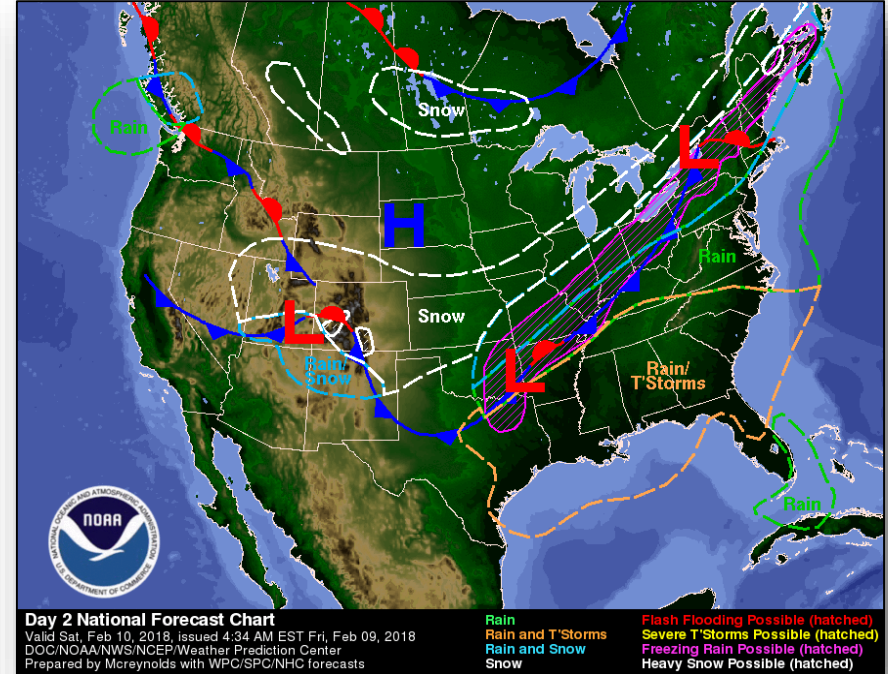 Snow
Rain
L
H
Rain
Snow
L
Rain/
Snow
L
Rain/
T'Storms
Rain
NATIONAL OCEANIC AND ATMOSPHERIC ADMINISTRATION
NOAA
U.S. DEPARTMENT OF COMMERCE
Day 2 National Forecast Chart
Valid Sat, Feb 10, 2018, issued 4:34 AM EST Fri, Feb 09, 2018
DOC/NOAA/NWS/NCEP/Weather Prediction Center
Prepared by Mcreynolds with WPC/SPC/NHC forecasts
Rain
Rain and T'Storms
Rain and Snow
Snow
Flash Flooding Possible (hatched)
Severe T'Storms Possible (hatched)
Freezing Rain Possible (hatched)
Heavy Snow Possible (hatched)